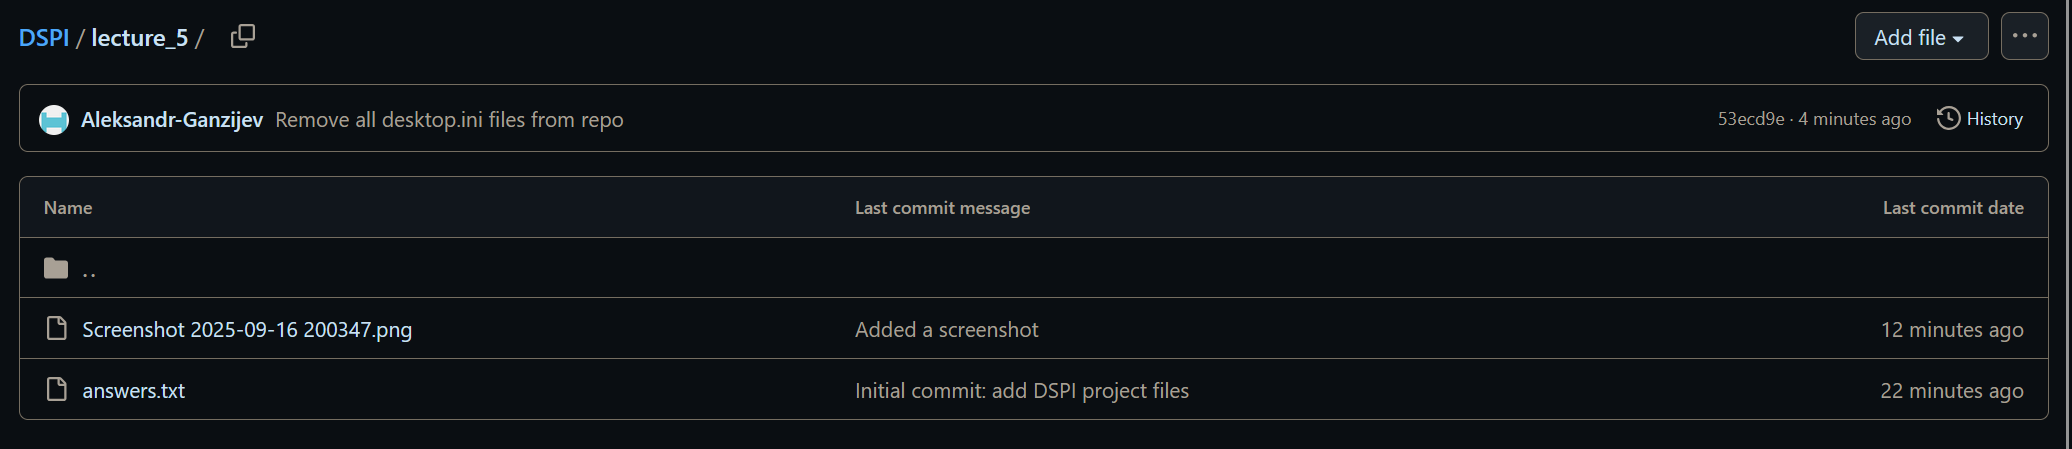 DSPI / lecture_5 /
Add file
Aleksandr-Ganzijev Remove all desktop.ini files from repo
53ecd9e · 4 minutes ago
History
Name Last commit message Last commit date
..
Screenshot 2025-09-16 200347.png Added a screenshot 12 minutes ago
answers.txt Initial commit: add DSPI project files 22 minutes ago